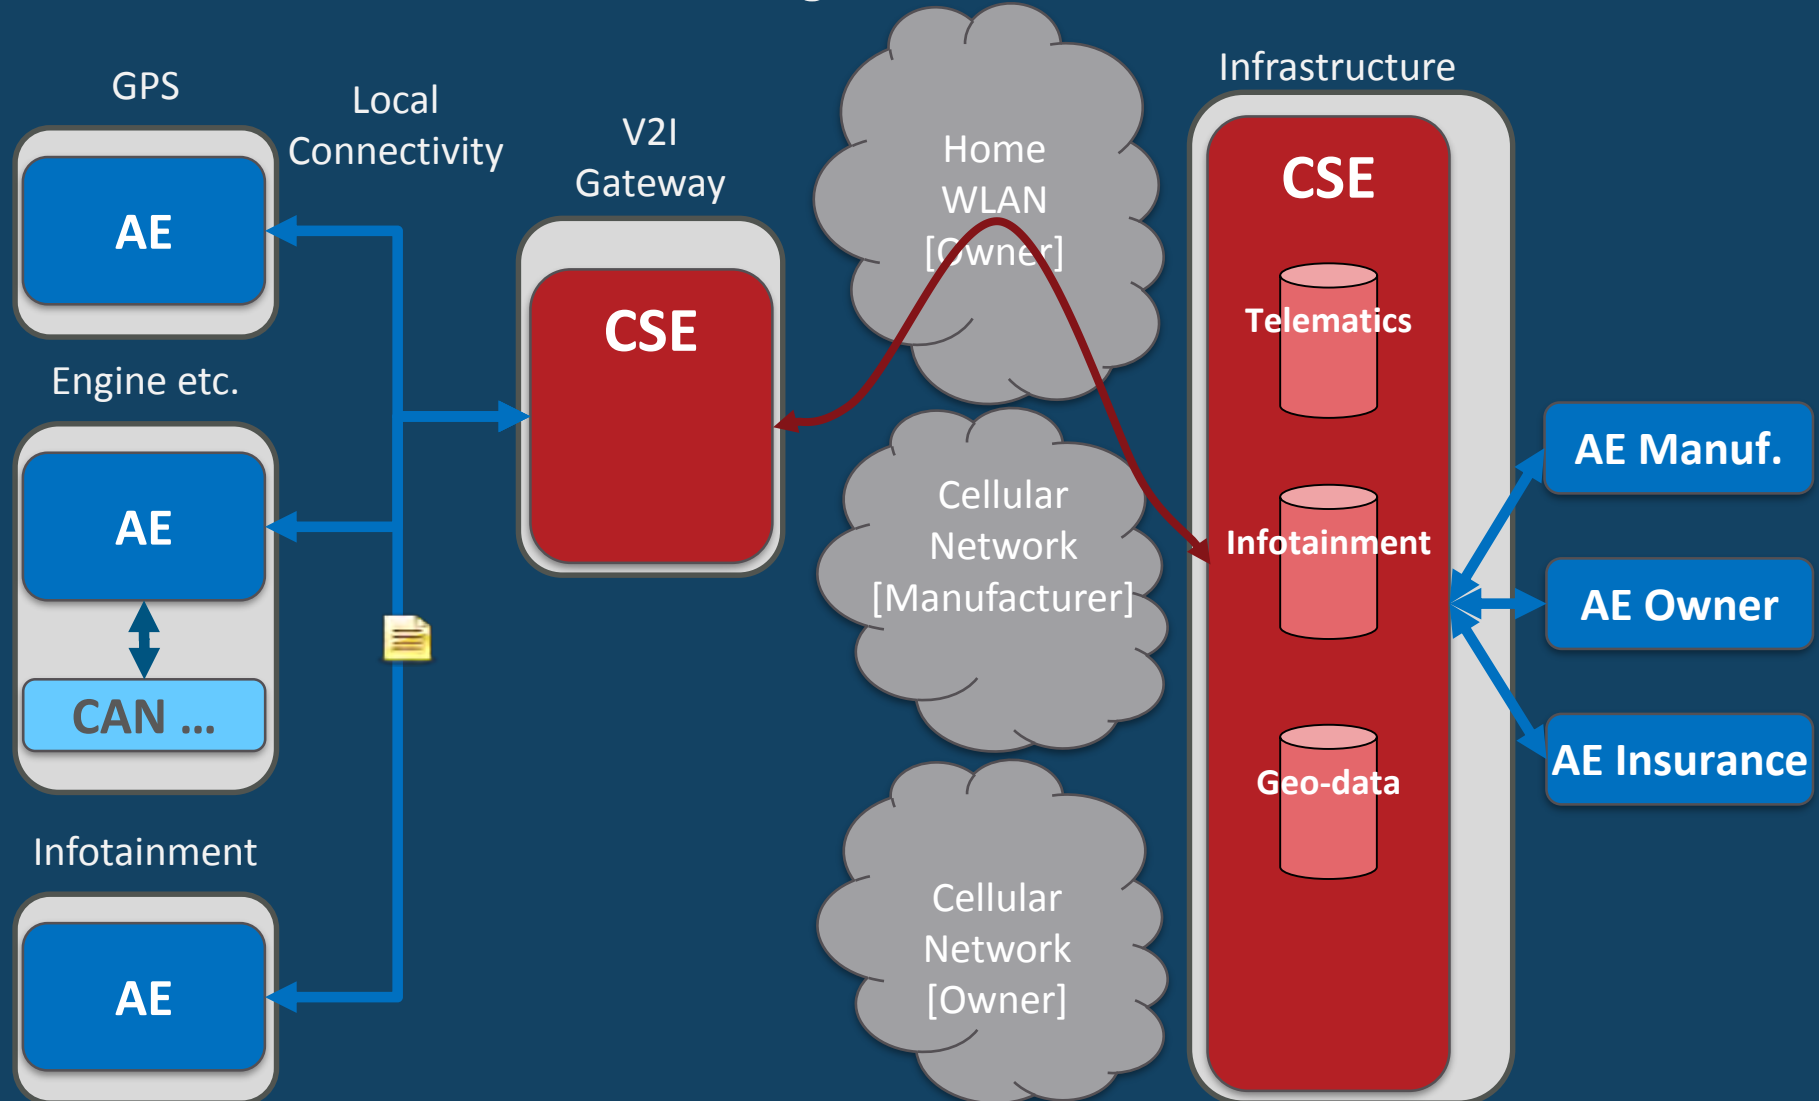 GPS
AE
Engine etc.
AE
CAN ...
Infotainment
AE
Local
Connectivity
V2I
Gateway
CSE
Home
WLAN
[Owner]
Cellular
Network
[Manufacturer]
Cellular
Network
[Owner]
Infrastructure
CSE
Telematics
Infotainment
Geo-data
AE Manuf.
AE Owner
AE Insurance